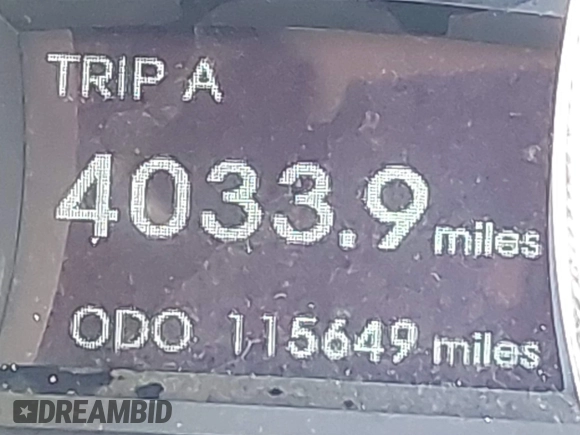 TRIP A
4033.9 miles
ODO 115649 miles
DREAMBID